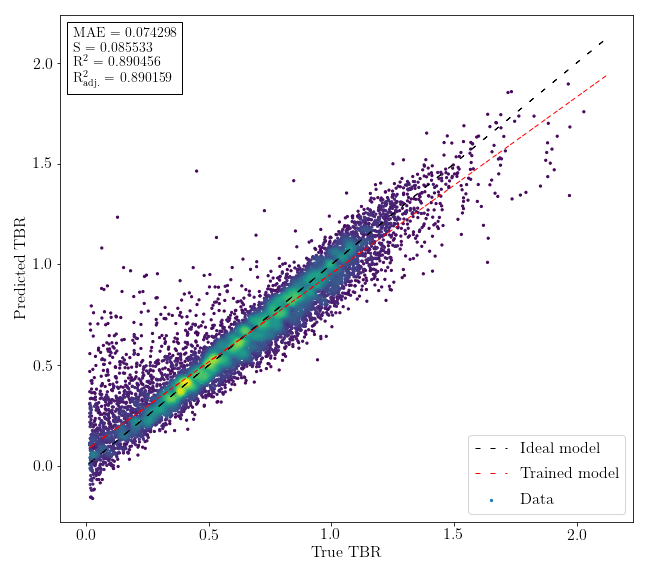 MAE = 0.074298
S = 0.085533
R² = 0.890456
R²adj. = 0.890159
Predicted TBR
2.0
1.5
1.0
0.5
0.0
Ideal model
Trained model
Data
0.0 0.5 1.0 1.5 2.0
True TBR